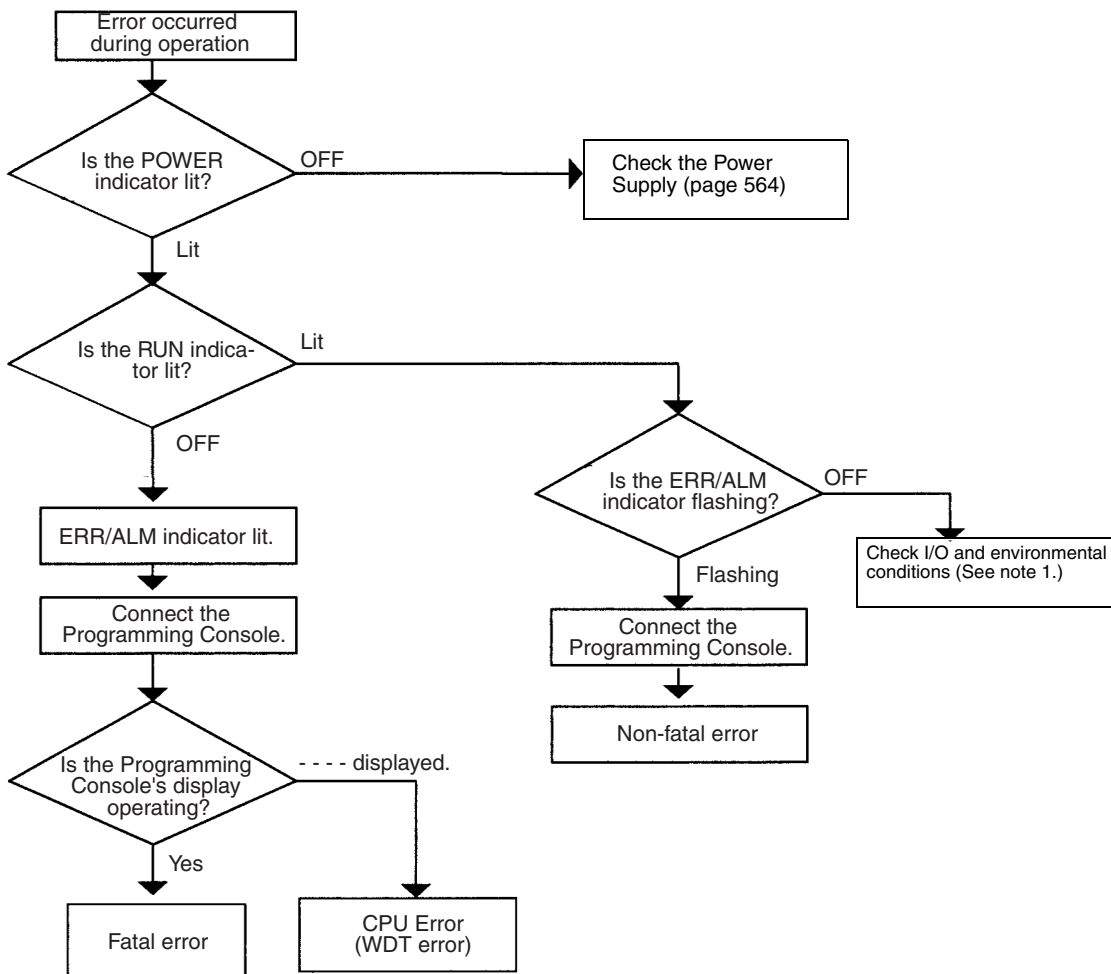 Error occurred
during operation
Is the POWER
indicator lit?
OFF
Check the Power
Supply (page 564)
Lit
Is the RUN indica-
tor lit?
Lit
OFF
Is the ERR/ALM
indicator flashing?
OFF
ERR/ALM indicator lit.
Check I/O and environmental
conditions (See note 1.)
Flashing
Connect the
Programming Console.
Connect the
Programming Console.
Non-fatal error
Is the Programming
Console's display
operating?
- - - - displayed.
Yes
Fatal error
CPU Error
(WDT error)